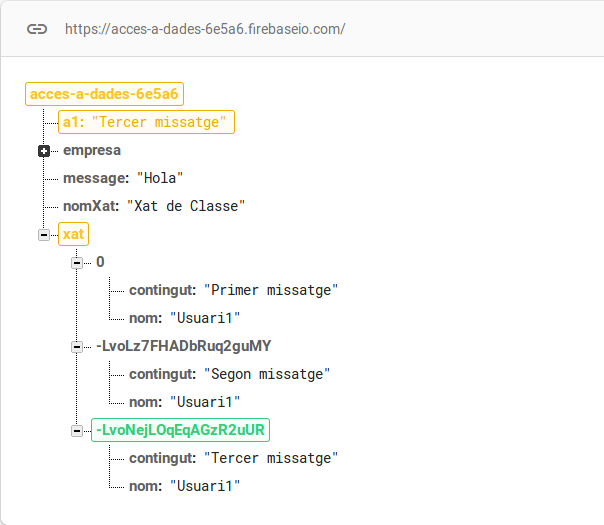 https://acces-a-dades-6e5a6.firebaseio.com/
acces-a-dades-6e5a6
a1: "Tercer missatge"
empresa
message: "Hola"
nomXat: "Xat de Classe"
xat
0
contingut: "Primer missatge"
nom: "Usuari1"
-LvoLz7FHADbRuq2guMY
contingut: "Segon missatge"
nom: "Usuari1"
-LvoNejLOqEqAGzR2uUR
contingut: "Tercer missatge"
nom: "Usuari1"